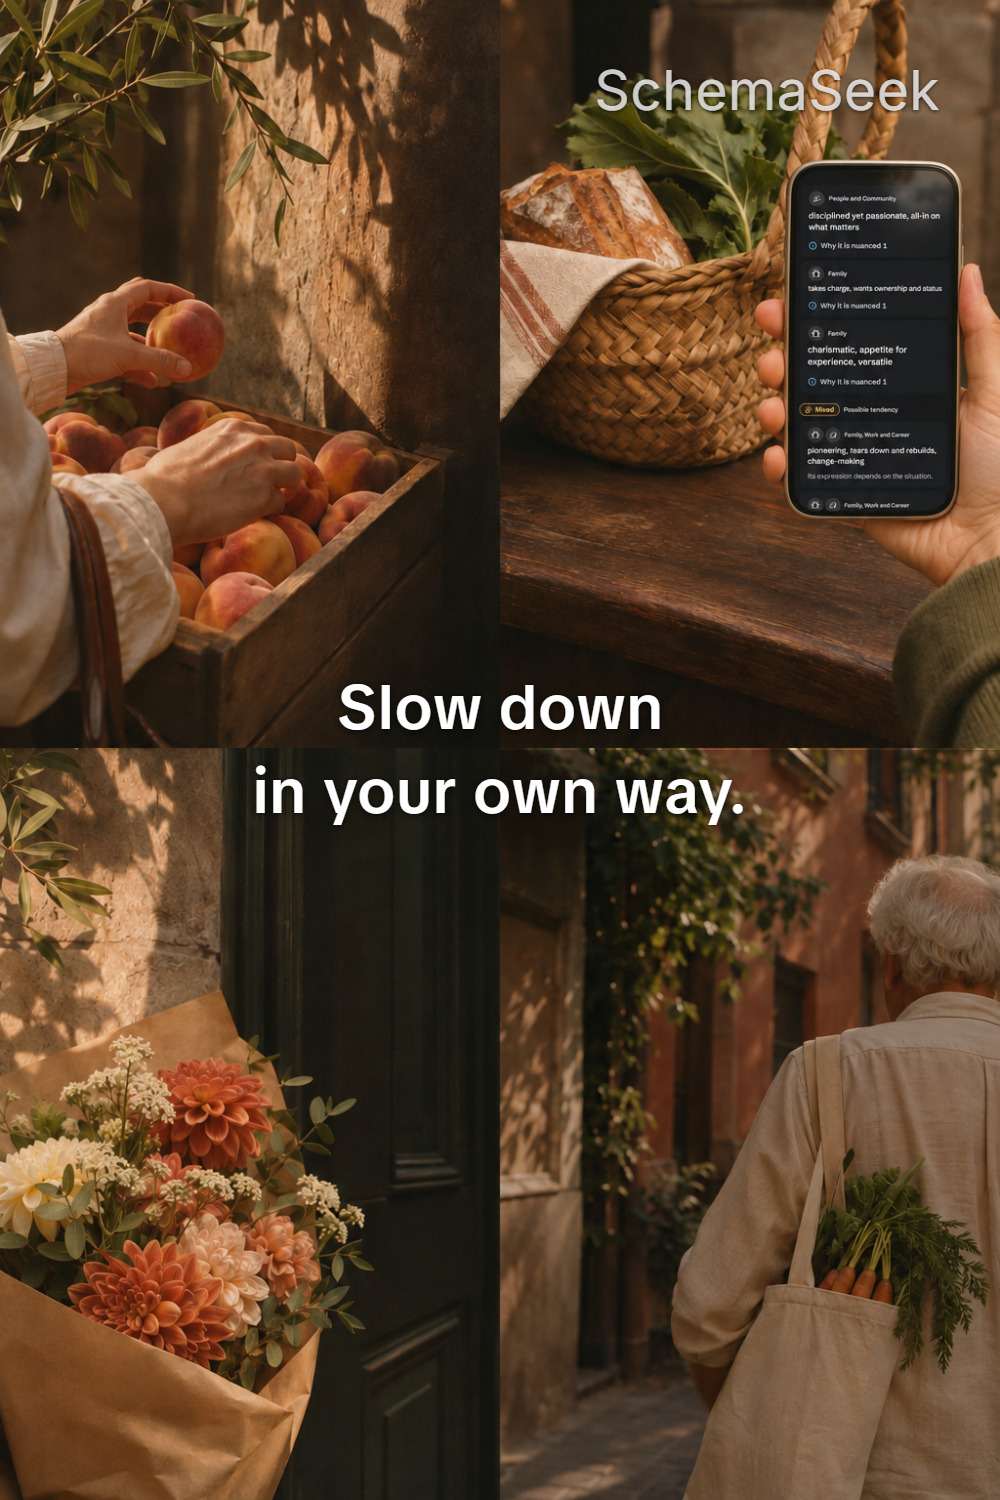 SchemaSeek
People and Community
disciplined yet passionate, all-in on
what matters
Why it is nuanced 1
Family
takes charge, wants ownership and status
Why it is nuanced 1
Family
charismatic, appetite for
experience, versatile
Why it is nuanced 1
Mixed Possible tendency
Family, Work and Career
pioneering, tears down and rebuilds,
change-making
Its expression depends on the situation.
Family, Work and Career
Slow down
in your own way.